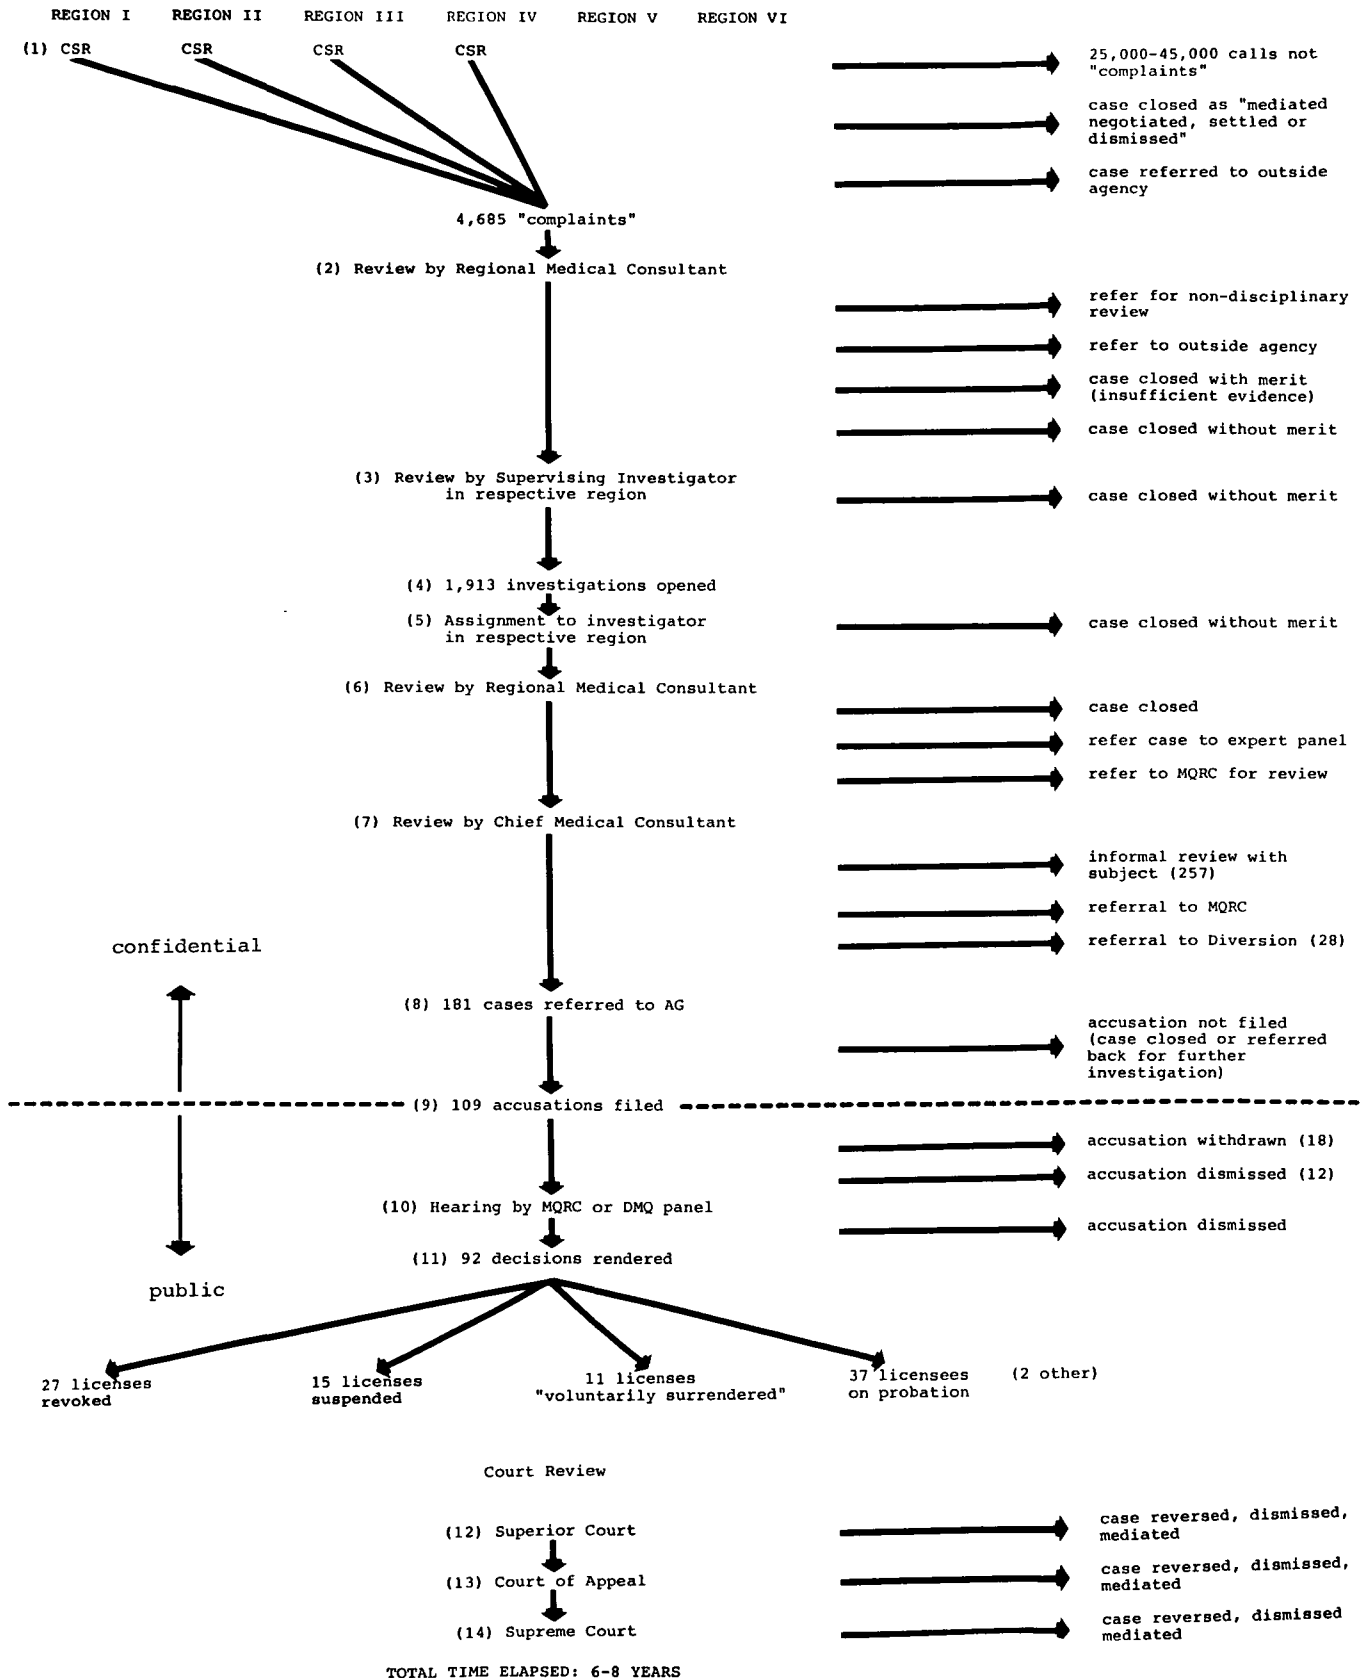 REGION I REGION II REGION III REGION IV REGION V REGION VI
(1) CSR CSR CSR CSR
25,000-45,000 calls not
"complaints"
case closed as "mediated
negotiated, settled or
dismissed"
case referred to outside
agency
4,685 "complaints"
(2) Review by Regional Medical Consultant
refer for non-disciplinary
review
refer to outside agency
case closed with merit
(insufficient evidence)
case closed without merit
(3) Review by Supervising Investigator
in respective region
case closed without merit
(4) 1,913 investigations opened
(5) Assignment to investigator
in respective region
case closed without merit
(6) Review by Regional Medical Consultant
case closed
refer case to expert panel
refer to MQRC for review
(7) Review by Chief Medical Consultant
informal review with
subject (257)
referral to MQRC
referral to Diversion (28)
confidential
(8) 181 cases referred to AG
accusation not filed
(case closed or referred
back for further
investigation)
(9) 109 accusations filed
accusation withdrawn (18)
accusation dismissed (12)
(10) Hearing by MQRC or DMQ panel
accusation dismissed
(11) 92 decisions rendered
public
27 licenses
revoked
15 licenses
suspended
11 licenses
"voluntarily surrendered"
37 licensees
on probation
(2 other)
Court Review
(12) Superior Court
case reversed, dismissed,
mediated
(13) Court of Appeal
case reversed, dismissed,
mediated
(14) Supreme Court
case reversed, dismissed
mediated
TOTAL TIME ELAPSED: 6-8 YEARS